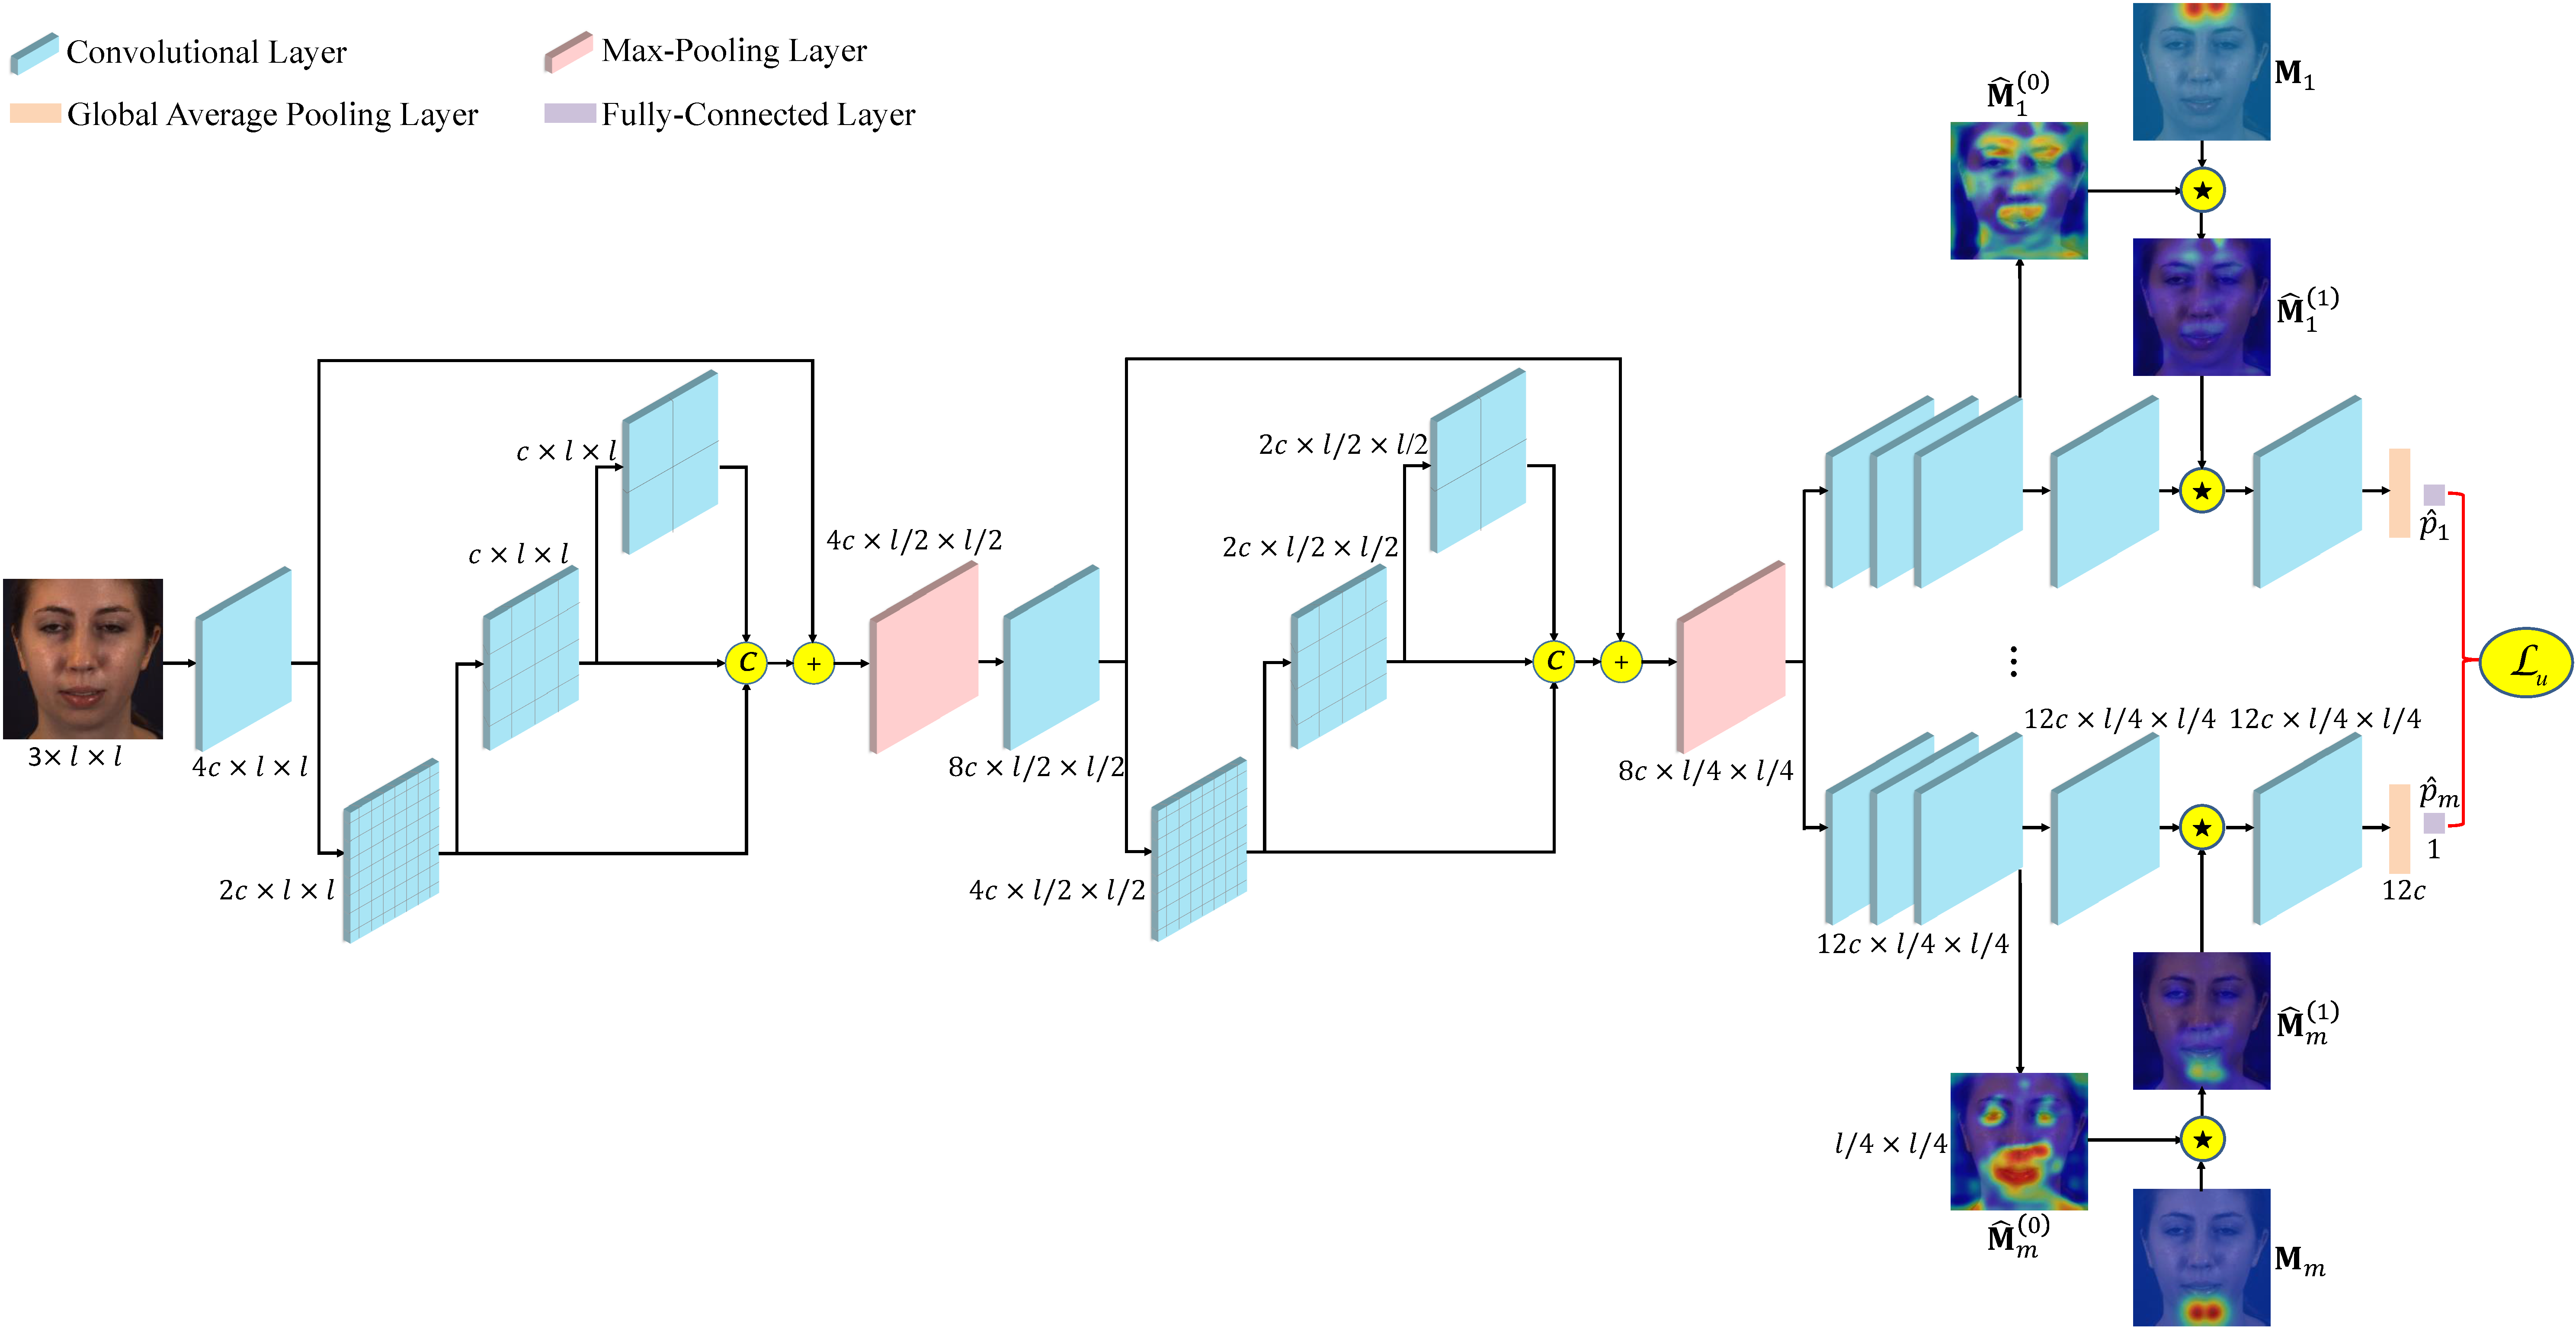 Convolutional Layer
Max-Pooling Layer
Global Average Pooling Layer
Fully-Connected Layer
M₁
M̂₁⁽⁰⁾
M̂₁⁽¹⁾
c × l × l
c × l × l
4c × l/2 × l/2
2c × l/2 × l/2
2c × l/2 × l/2
p̂₁
C
+
C
+
⋮
ℒᵤ
3× l × l
4c × l × l
2c × l × l
8c × l/2 × l/2
4c × l/2 × l/2
8c × l/4 × l/4
12c × l/4 × l/4
12c × l/4 × l/4
p̂ₘ
1
12c
12c × l/4 × l/4
M̂ₘ⁽¹⁾
l/4 × l/4
M̂ₘ⁽⁰⁾
Mₘ